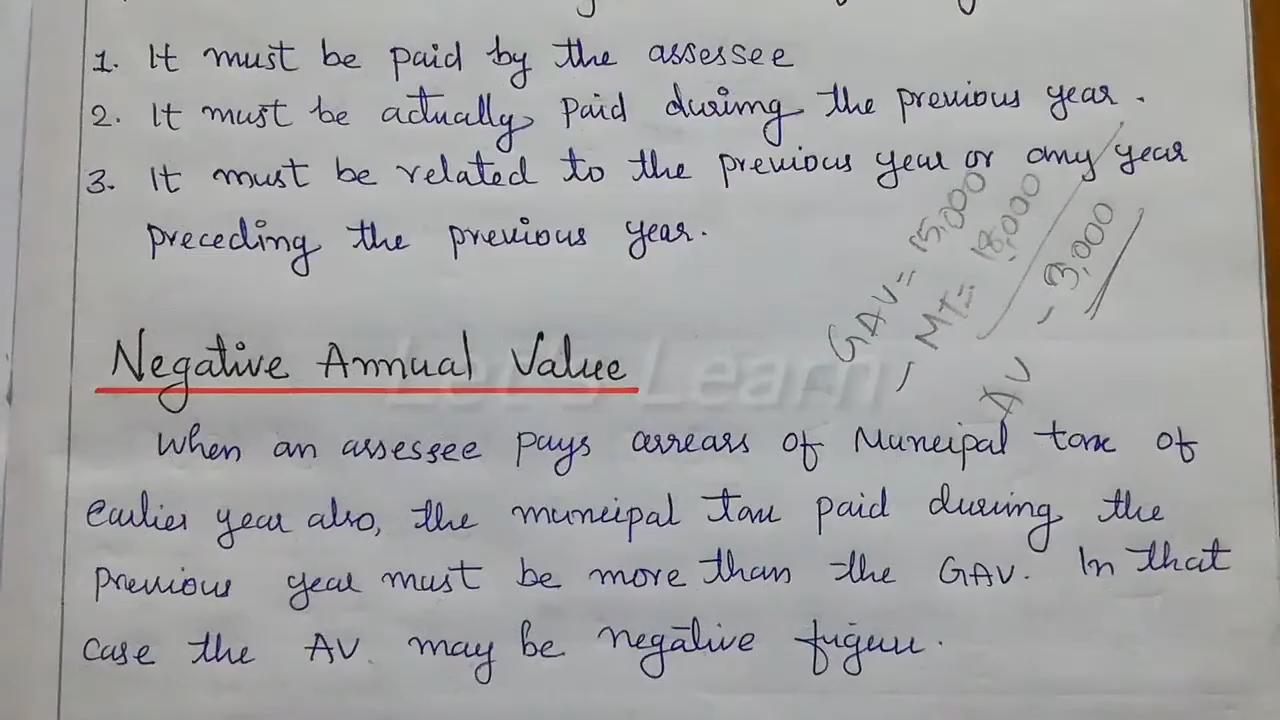 1. It must be paid by the assessee
2. It must be actually paid during the previous year.
3. It must be related to the previous year or any year
preceding the previous year.
GAV = 15,000
- MT = 18,000
AV - 3,000
Negative Annual Value
Let's Learn
When an assessee pays arrears of Muncipal tax of
earlier year also, the muncipal tax paid during the
previous year must be more than the GAV. In that
case the AV. may be negative figure.